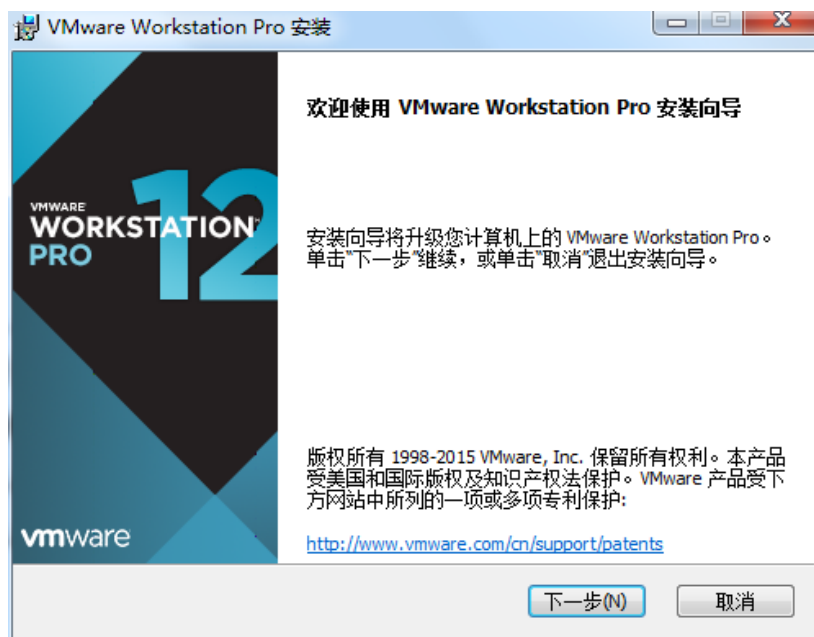 VMware Workstation Pro 安装
欢迎使用 VMware Workstation Pro 安装向导
VMWARE
WORKSTATION™
PRO
12
安装向导将升级您计算机上的 VMware Workstation Pro。
单击"下一步"继续，或单击"取消"退出安装向导。
版权所有 1998-2015 VMware, Inc. 保留所有权利。本产品
受美国和国际版权及知识产权法保护。VMware 产品受下
方网站中所列的一项或多项专利保护:
http://www.vmware.com/cn/support/patents
vmware
下一步(N)
取消